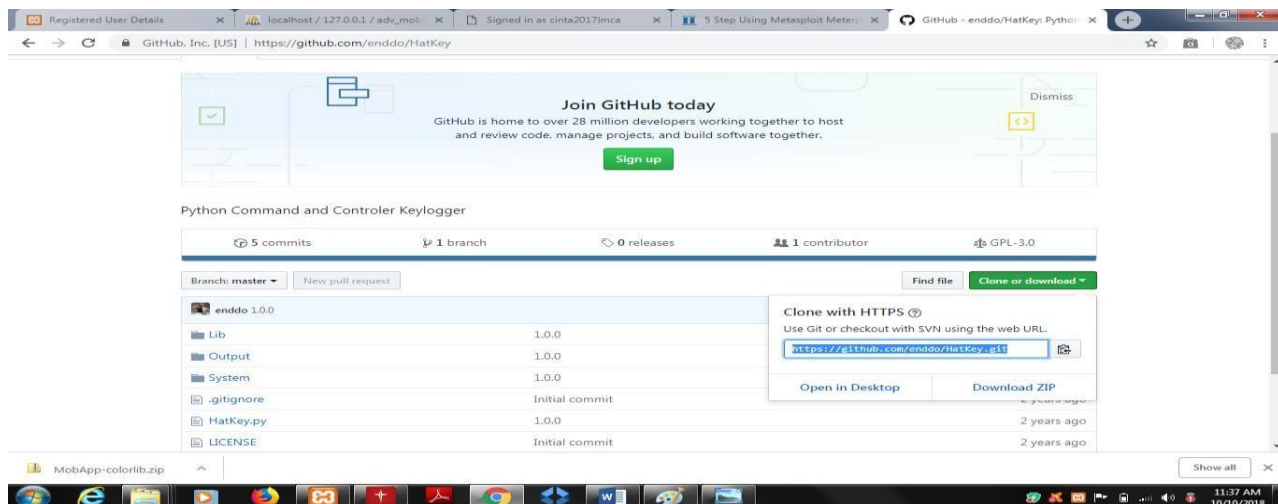 Registered User Details
localhost / 127.0.0.1 / adv_mobi
Signed in as cinta2017lmca
5 Step Using Metasploit Meterp
GitHub - enddo/HatKey: Python
GitHub, Inc. [US] | https://github.com/enddo/HatKey
Join GitHub today
Dismiss
GitHub is home to over 28 million developers working together to host
and review code, manage projects, and build software together.
Sign up
Python Command and Controler Keylogger
5 commits
1 branch
0 releases
1 contributor
GPL-3.0
Branch: master
New pull request
Find file
Clone or download
enddo 1.0.0
Clone with HTTPS
Use Git or checkout with SVN using the web URL.
https://github.com/enddo/HatKey.git
Open in Desktop
Download ZIP
Lib 1.0.0
Output 1.0.0
System 1.0.0
.gitignore Initial commit 2 years ago
HatKey.py 1.0.0 2 years ago
LICENSE Initial commit 2 years ago
MobApp-colorlib.zip
Show all
11:37 AM
10/10/2018